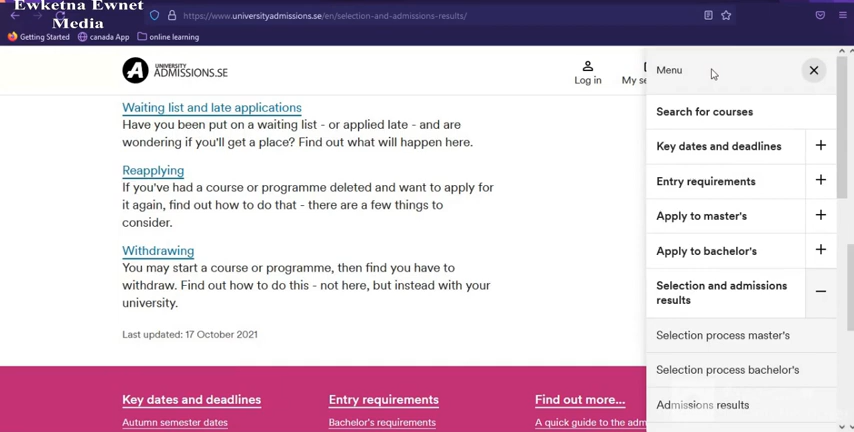 Ewketna Ewnet
Media
https://www.universityadmissions.se/en/selection-and-admissions-results/
Getting Started
canada App
online learning
UNIVERSITY
ADMISSIONS.SE
Log in
My se
Waiting list and late applications
Have you been put on a waiting list - or applied late - and are
wondering if you'll get a place? Find out what will happen here.
Reapplying
If you've had a course or programme deleted and want to apply for
it again, find out how to do that - there are a few things to
consider.
Withdrawing
You may start a course or programme, then find you have to
withdraw. Find out how to do this - not here, but instead with your
university.
Last updated: 17 October 2021
Menu
Search for courses
Key dates and deadlines
Entry requirements
Apply to master's
Apply to bachelor's
Selection and admissions
results
Selection process master's
Selection process bachelor's
Admissions results
Key dates and deadlines
Autumn semester dates
Entry requirements
Bachelor's requirements
Find out more...
A quick guide to the adm